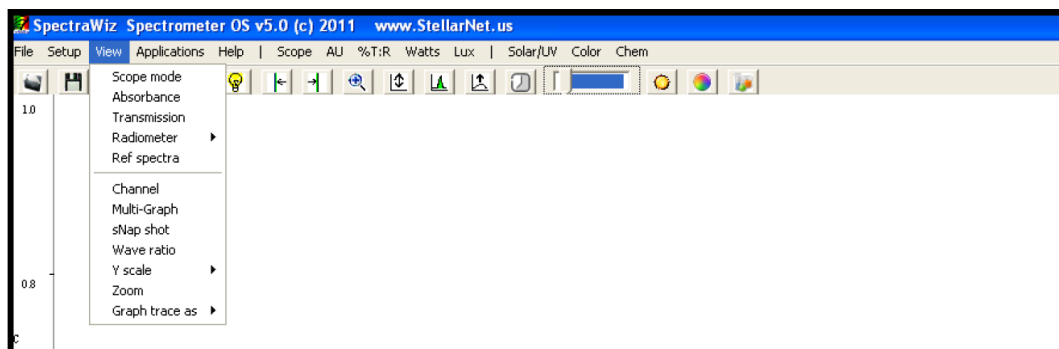 SpectraWiz Spectrometer OS v5.0 (c) 2011 www.StellarNet.us
File Setup View Applications Help | Scope AU %T:R Watts Lux | Solar/UV Color Chem
Scope mode
Absorbance
Transmission
Radiometer
Ref spectra
Channel
Multi-Graph
sNap shot
Wave ratio
Y scale
Zoom
Graph trace as
1.0
0.8